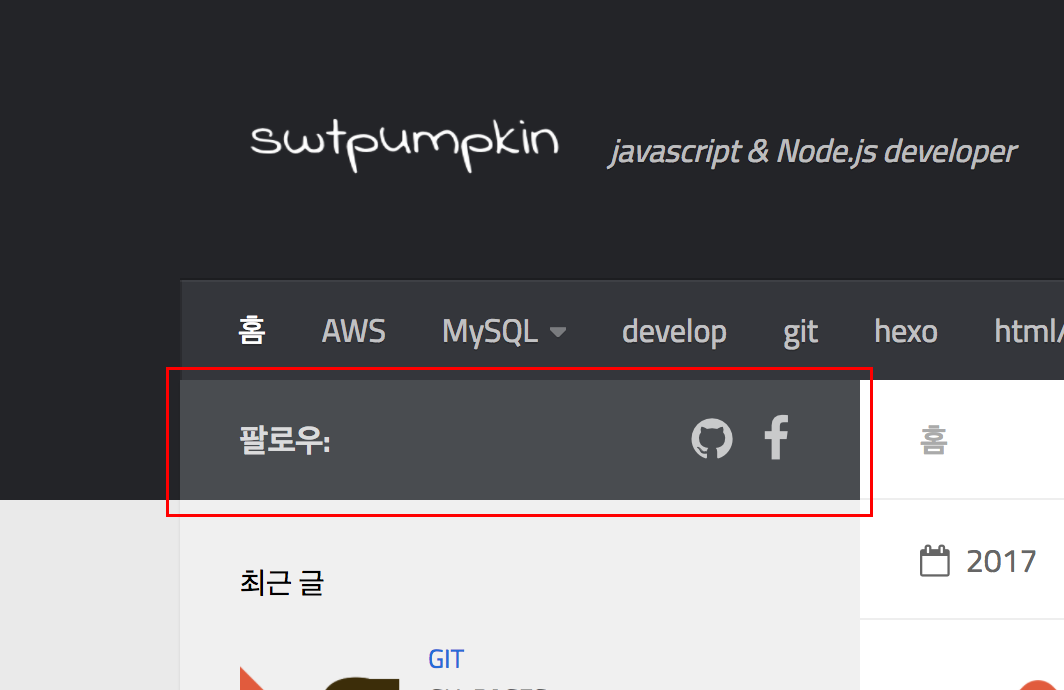 swtpumpkin
javascript & Node.js developer
홈 AWS MySQL develop git hexo html/
팔로우:
홈
2017
최근 글
GIT